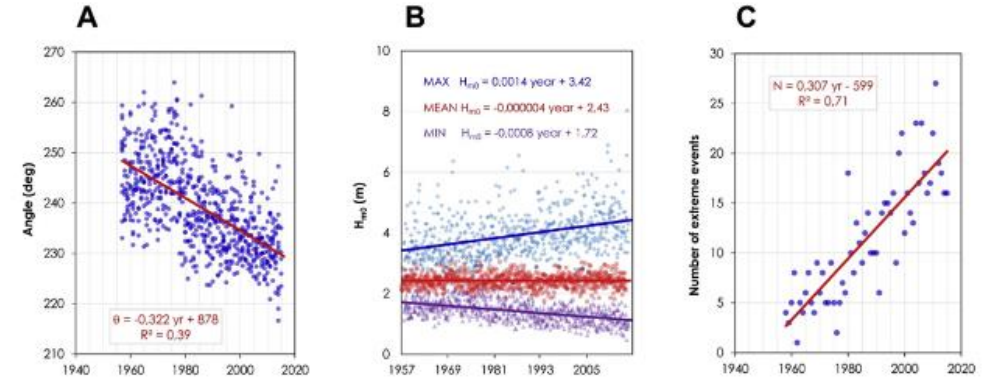 A
B
C
270
260
250
240
230
220
210
Angle (deg)
θ = -0,322 yr + 878
R² = 0,39
1940
1960
1980
2000
2020
10
8
6
4
2
0
Hm0 (m)
MAX Hm0 = 0,0014 year + 3,42
MEAN Hm0 = -0,000004 year + 2,43
MIN Hm0 = -0,0008 year + 1,72
1957
1969
1981
1993
2005
30
25
20
15
10
5
0
Number of extreme events
N = 0,307 yr - 599
R² = 0,71
1940
1960
1980
2000
2020